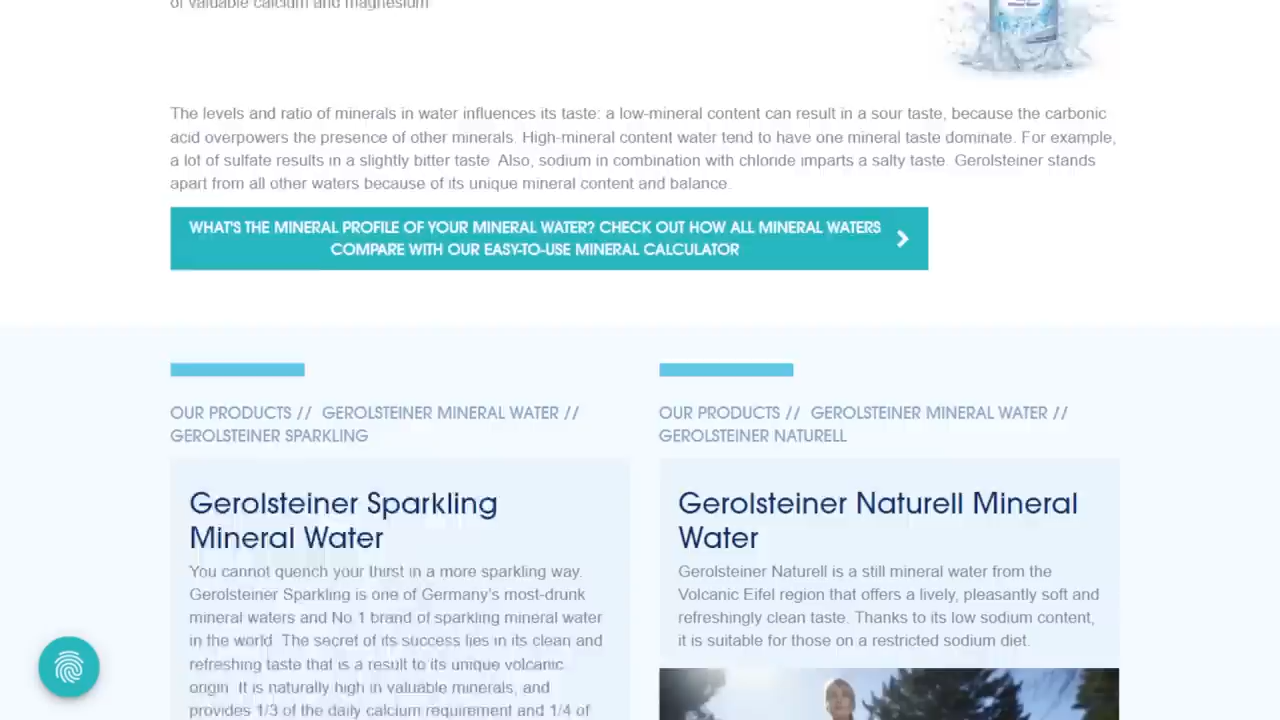 of valuable calcium and magnesium
The levels and ratio of minerals in water influences its taste: a low-mineral content can result in a sour taste, because the carbonic
acid overpowers the presence of other minerals. High-mineral content water tend to have one mineral taste dominate. For example,
a lot of sulfate results in a slightly bitter taste. Also, sodium in combination with chloride imparts a salty taste. Gerolsteiner stands
apart from all other waters because of its unique mineral content and balance.
WHAT'S THE MINERAL PROFILE OF YOUR MINERAL WATER? CHECK OUT HOW ALL MINERAL WATERS
COMPARE WITH OUR EASY-TO-USE MINERAL CALCULATOR
OUR PRODUCTS // GEROLSTEINER MINERAL WATER //
GEROLSTEINER SPARKLING
Gerolsteiner Sparkling
Mineral Water
You cannot quench your thirst in a more sparkling way.
Gerolsteiner Sparkling is one of Germany's most-drunk
mineral waters and No 1 brand of sparkling mineral water
in the world. The secret of its success lies in its clean and
refreshing taste that is a result to its unique volcanic
origin. It is naturally high in valuable minerals, and
provides 1/3 of the daily calcium requirement and 1/4 of
OUR PRODUCTS // GEROLSTEINER MINERAL WATER //
GEROLSTEINER NATURELL
Gerolsteiner Naturell Mineral
Water
Gerolsteiner Naturell is a still mineral water from the
Volcanic Eifel region that offers a lively, pleasantly soft and
refreshingly clean taste. Thanks to its low sodium content,
it is suitable for those on a restricted sodium diet.